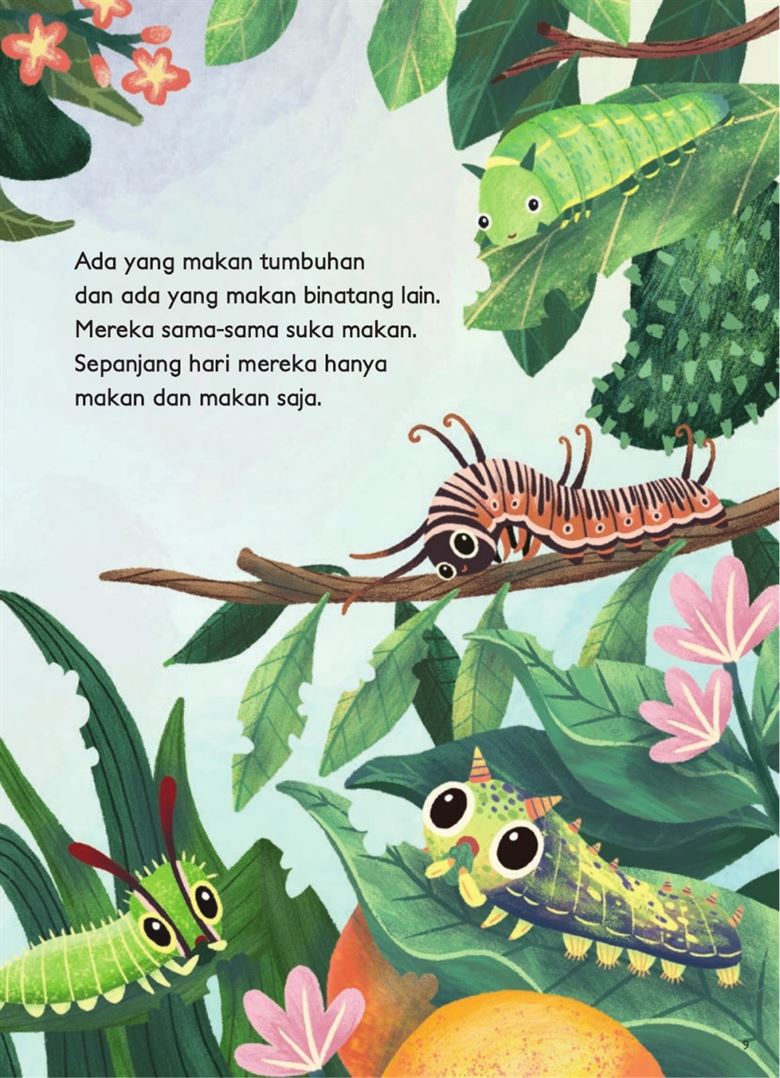 Ada yang makan tumbuhan
dan ada yang makan binatang lain.
Mereka sama-sama suka makan.
Sepanjang hari mereka hanya
makan dan makan saja.
9